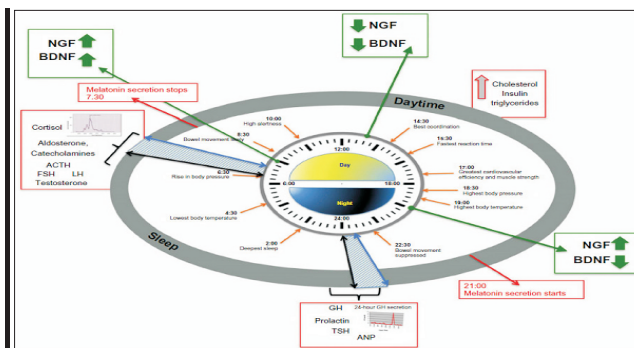 NGF
BDNF
NGF
BDNF
Melatonin secretion stops
7.30
Daytime
Cholesterol
Insulin
triglycerides
Cortisol
Aldosterone,
Catecholamines
ACTH
FSH LH
Testosterone
10:00
High alertness
8:30
Bowel movement likely
6:30
Rise in body pressure
4:30
Lowest body temperature
2:00
Deepest sleep
12:00
Day
6:00
18:00
Night
24:00
14:30
Best coordination
Fastest reaction time
17:00
Greatest cardiovascular
efficiency and muscle strength
18:30
Highest body pressure
19:00
Highest body temperature
22:30
Bowel movement
suppressed
Sleep
NGF
BDNF
21:00
Melatonin secretion starts
GH 24-hour GH secretion
Prolactin
TSH
ANP